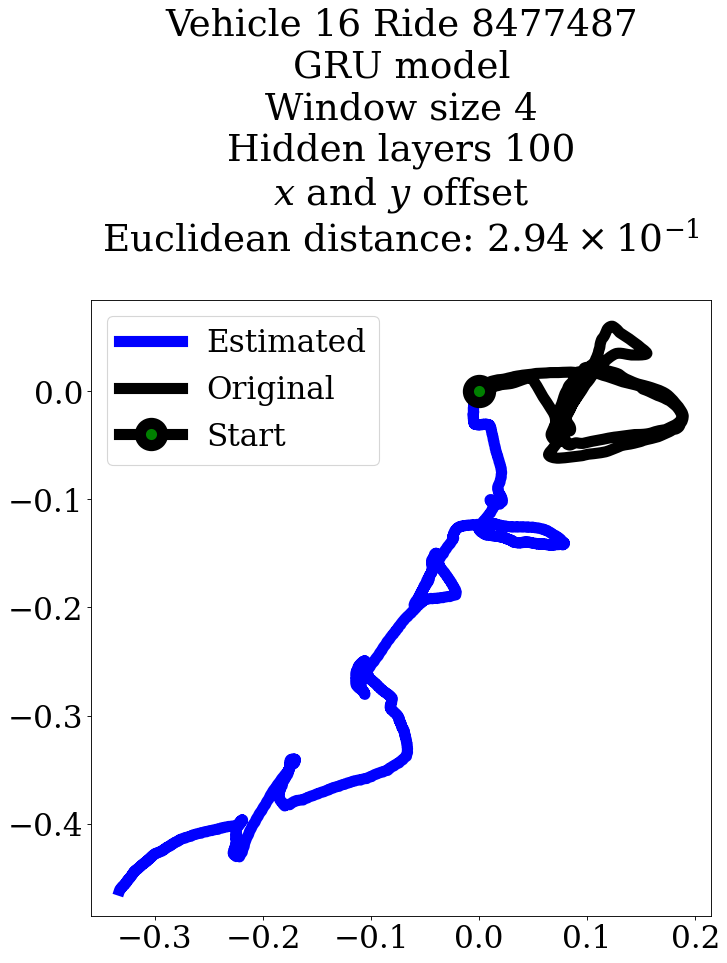 Vehicle 16 Ride 8477487
GRU model
Window size 4
Hidden layers 100
x and y offset
Euclidean distance: 2.94 × 10⁻¹
Estimated
Original
Start
0.0
−0.1
−0.2
−0.3
−0.4
−0.3 −0.2 −0.1 0.0 0.1 0.2